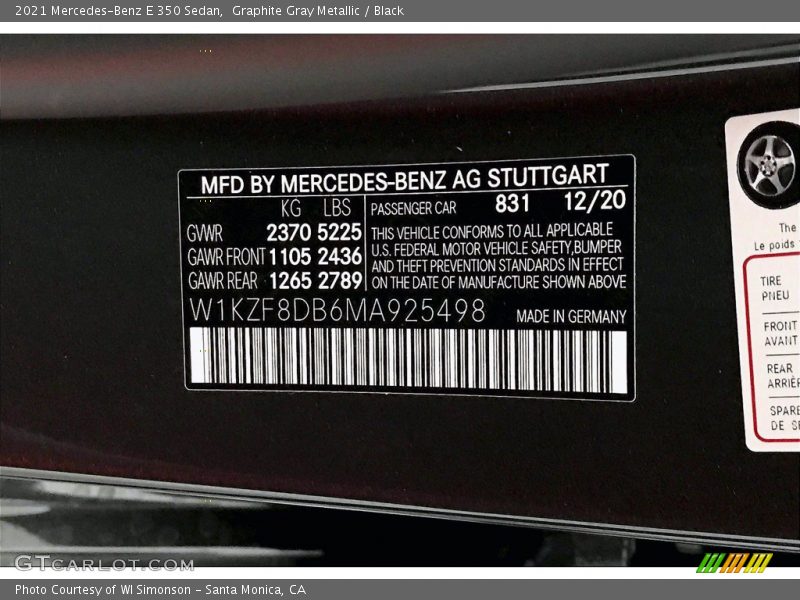 2021 Mercedes-Benz E 350 Sedan,  Graphite Gray Metallic / Black
MFD BY MERCEDES-BENZ AG STUTTGART
KG LBS
GVWR 2370 5225
GAWR FRONT 1105 2436
GAWR REAR 1265 2789
PASSENGER CAR 831 12/20
THIS VEHICLE CONFORMS TO ALL APPLICABLE
U.S. FEDERAL MOTOR VEHICLE SAFETY,BUMPER
AND THEFT PREVENTION STANDARDS IN EFFECT
ON THE DATE OF MANUFACTURE SHOWN ABOVE
W1KZF8DB6MA925498 MADE IN GERMANY
The
Le poids
TIRE
PNEU
FRONT
AVANT
REAR
SPARE
DE
GTCARLOT.COM
Photo Courtesy of WI Simonson - Santa Monica, CA